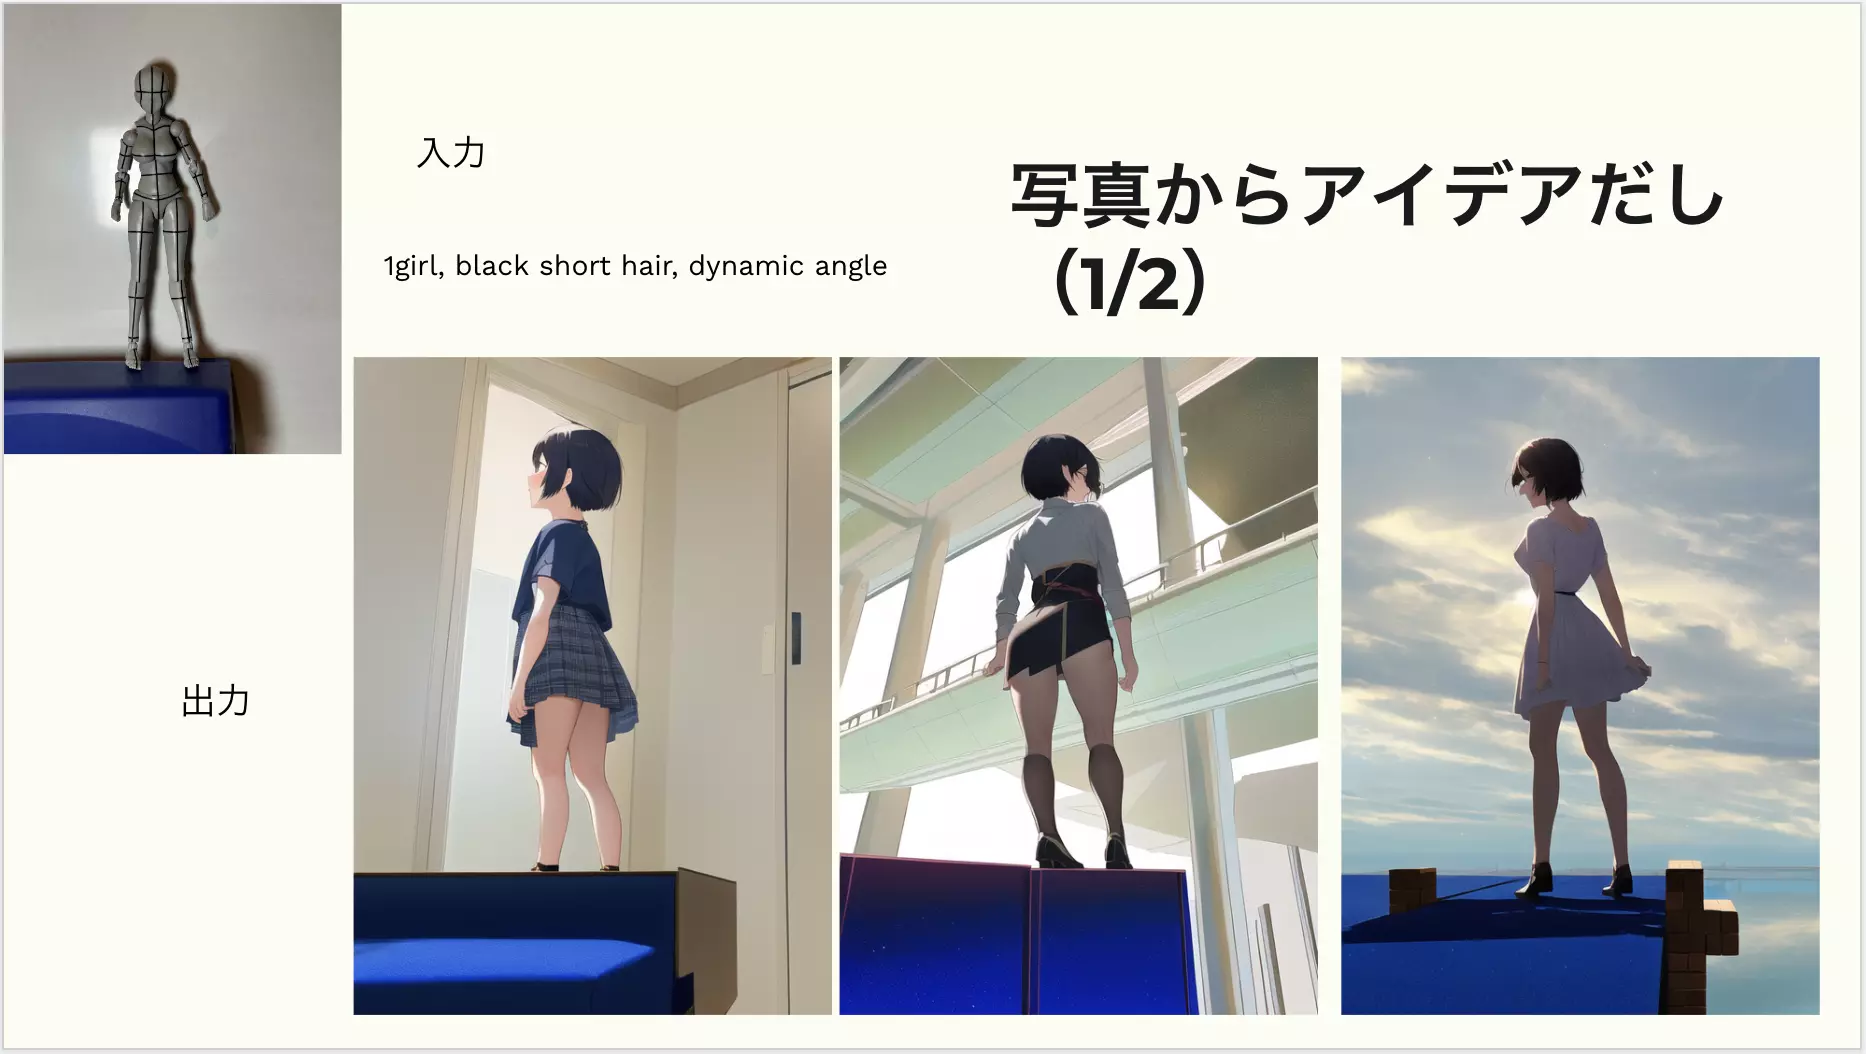 入力
1girl, black short hair, dynamic angle
写真からアイデアだし
（1/2）
出力